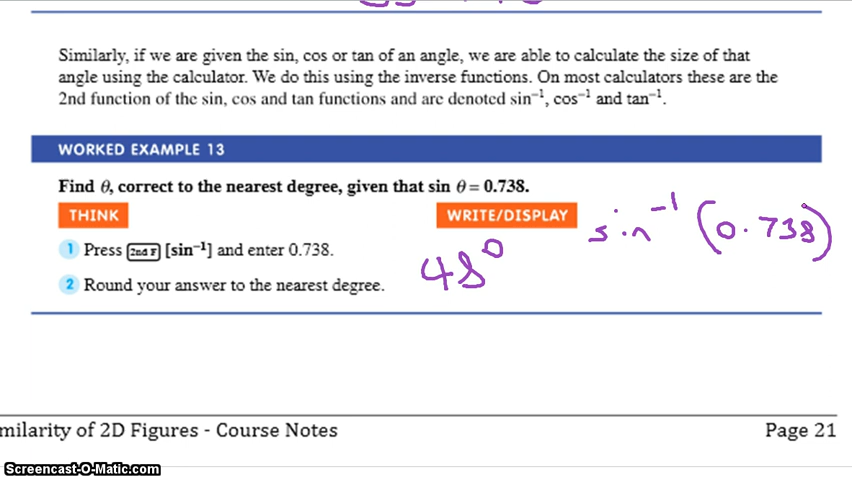 Similarly, if we are given the sin, cos or tan of an angle, we are able to calculate the size of that
angle using the calculator. We do this using the inverse functions. On most calculators these are the
2nd function of the sin, cos and tan functions and are denoted sin⁻¹, cos⁻¹ and tan⁻¹.
WORKED EXAMPLE 13
Find θ, correct to the nearest degree, given that sin θ = 0.738.
THINK
WRITE/DISPLAY
sin⁻¹ (0.738)
1 Press 2nd F [sin⁻¹] and enter 0.738.
48°
2 Round your answer to the nearest degree.
milarity of 2D Figures - Course Notes
Page 21
Screencast-O-Matic.com